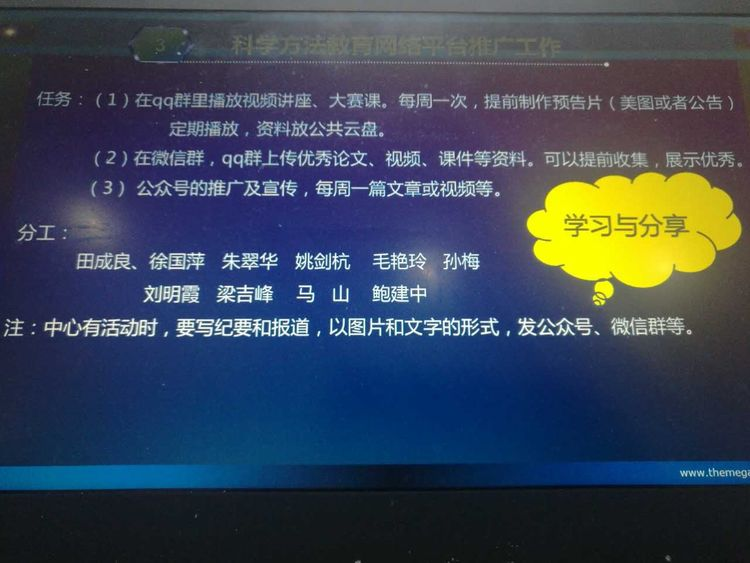 3 科学方法教育网络平台推广工作
任务：（1）在qq群里播放视频讲座、大赛课。每周一次，提前制作预告片（美图或者公告）
定期播放，资料放公共云盘。
（2）在微信群，qq群上传优秀论文、视频、课件等资料。可以提前收集，展示优秀。
（3） 公众号的推广及宣传，每周一篇文章或视频等。
学习与分享
分工：
田成良、徐国萍 朱翠华 姚剑杭 毛艳玲 孙梅
刘明霞 梁吉峰 马 山 鲍建中
注：中心有活动时，要写纪要和报道，以图片和文字的形式，发公众号、微信群等。
www.themega